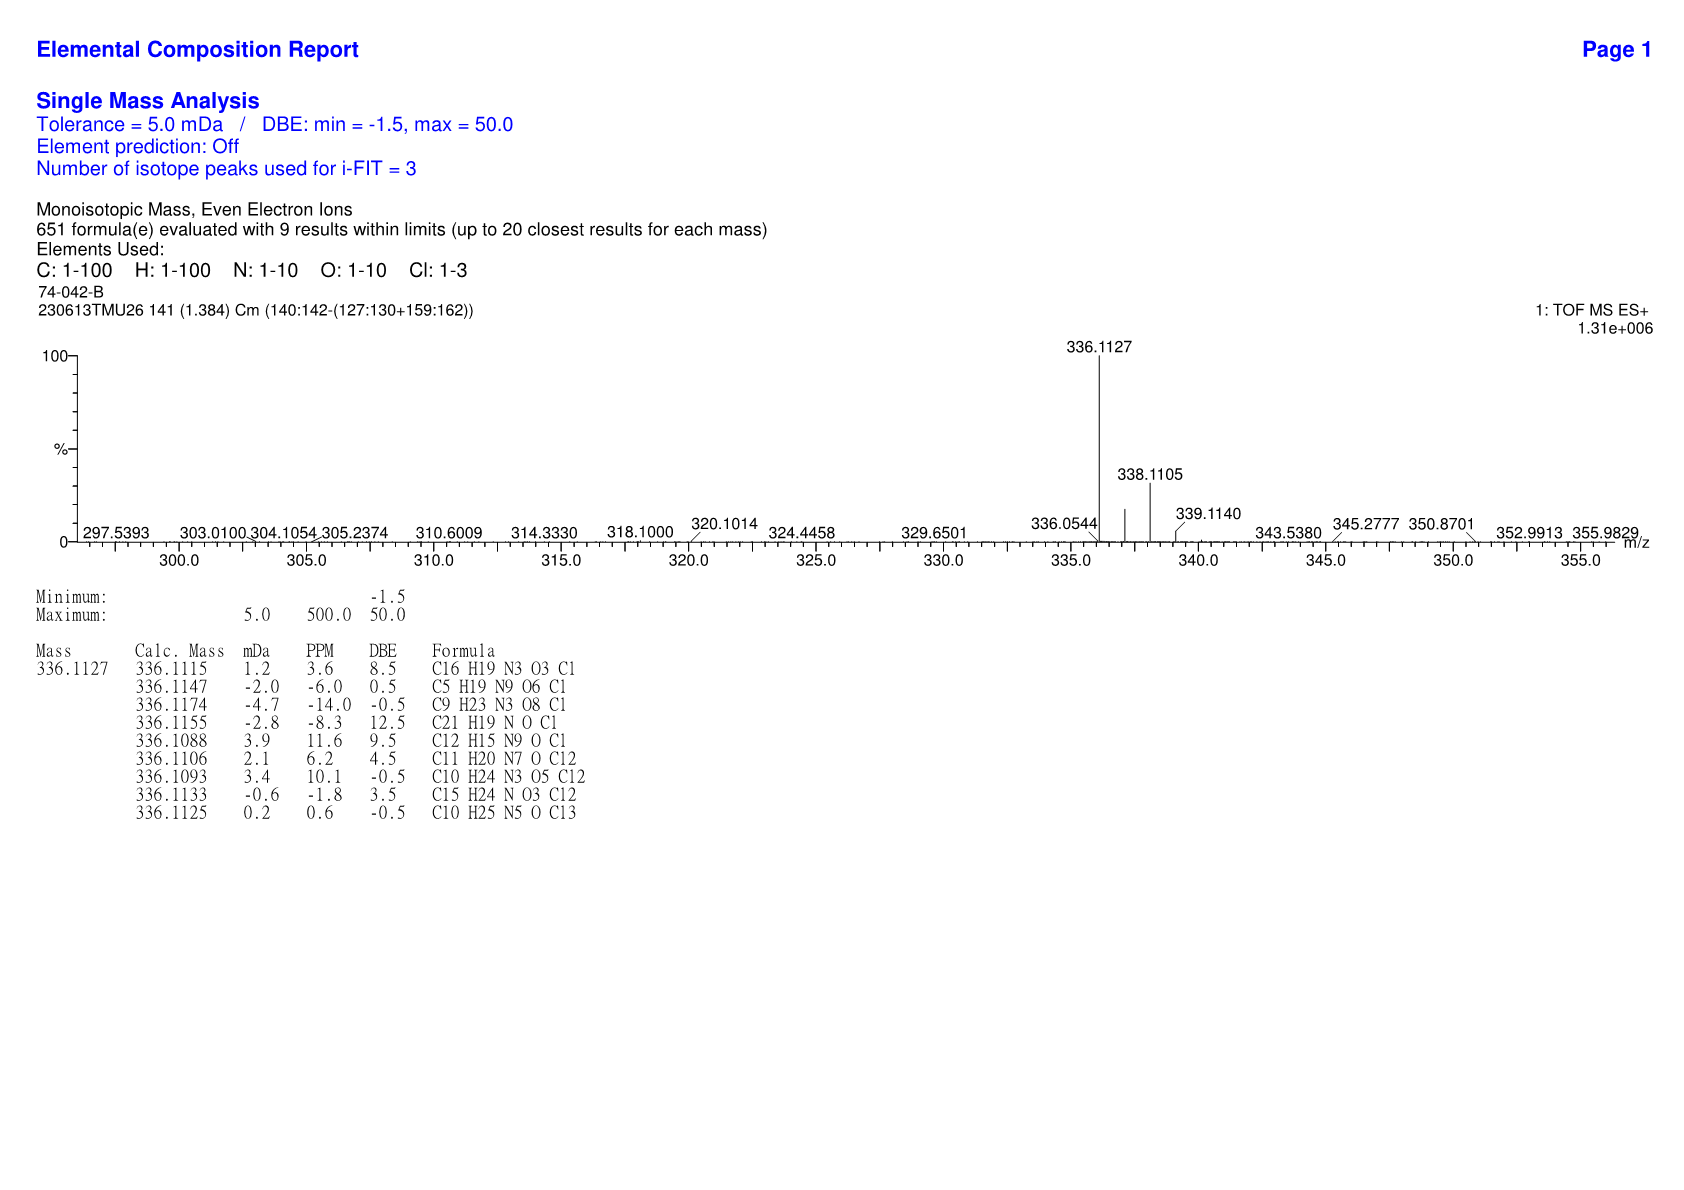 Elemental Composition Report Page 1
Single Mass Analysis
Tolerance = 5.0 mDa / DBE: min = -1.5, max = 50.0
Element prediction: Off
Number of isotope peaks used for i-FIT = 3
Monoisotopic Mass, Even Electron Ions
651 formula(e) evaluated with 9 results within limits (up to 20 closest results for each mass)
Elements Used:
C: 1-100 H: 1-100 N: 1-10 O: 1-10 Cl: 1-3
74-042-B
230613TMU26 141 (1.384) Cm (140:142-(127:130+159:162)) 1: TOF MS ES+
1.31e+006
336.1127
100
%
338.1105
339.1140
0
297.5393 303.0100 304.1054 305.2374 310.6009 314.3330 318.1000 320.1014 324.4458 329.6501 336.0544 343.5380 345.2777 350.8701 352.9913 355.9829
m/z
300.0 305.0 310.0 315.0 320.0 325.0 330.0 335.0 340.0 345.0 350.0 355.0
Minimum: -1.5
Maximum: 5.0 500.0 50.0
Mass Calc. Mass mDa PPM DBE Formula
336.1127 336.1115 1.2 3.6 8.5 C16 H19 N3 O3 Cl
336.1147 -2.0 -6.0 0.5 C5 H19 N9 O6 Cl
336.1174 -4.7 -14.0 -0.5 C9 H23 N3 O8 Cl
336.1155 -2.8 -8.3 12.5 C21 H19 N O Cl
336.1088 3.9 11.6 9.5 C12 H15 N9 O Cl
336.1106 2.1 6.2 4.5 C11 H20 N7 O Cl2
336.1093 3.4 10.1 -0.5 C10 H24 N3 O5 Cl2
336.1133 -0.6 -1.8 3.5 C15 H24 N O3 Cl2
336.1125 0.2 0.6 -0.5 C10 H25 N5 O Cl3